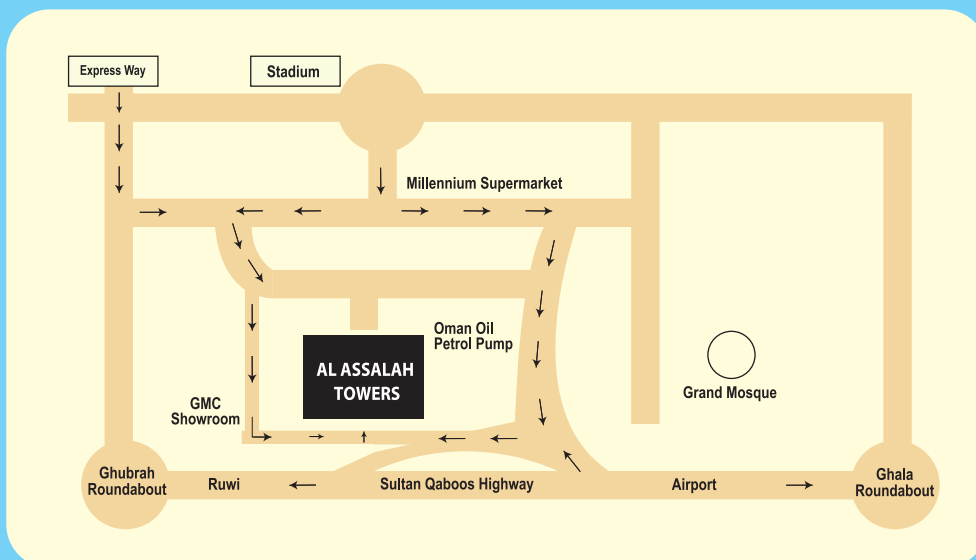 Express Way
Stadium
Millennium Supermarket
Oman Oil
Petrol Pump
AL ASSALAH
TOWERS
Grand Mosque
GMC
Showroom
Ghubrah
Roundabout
Ruwi
Sultan Qaboos Highway
Airport
Ghala
Roundabout